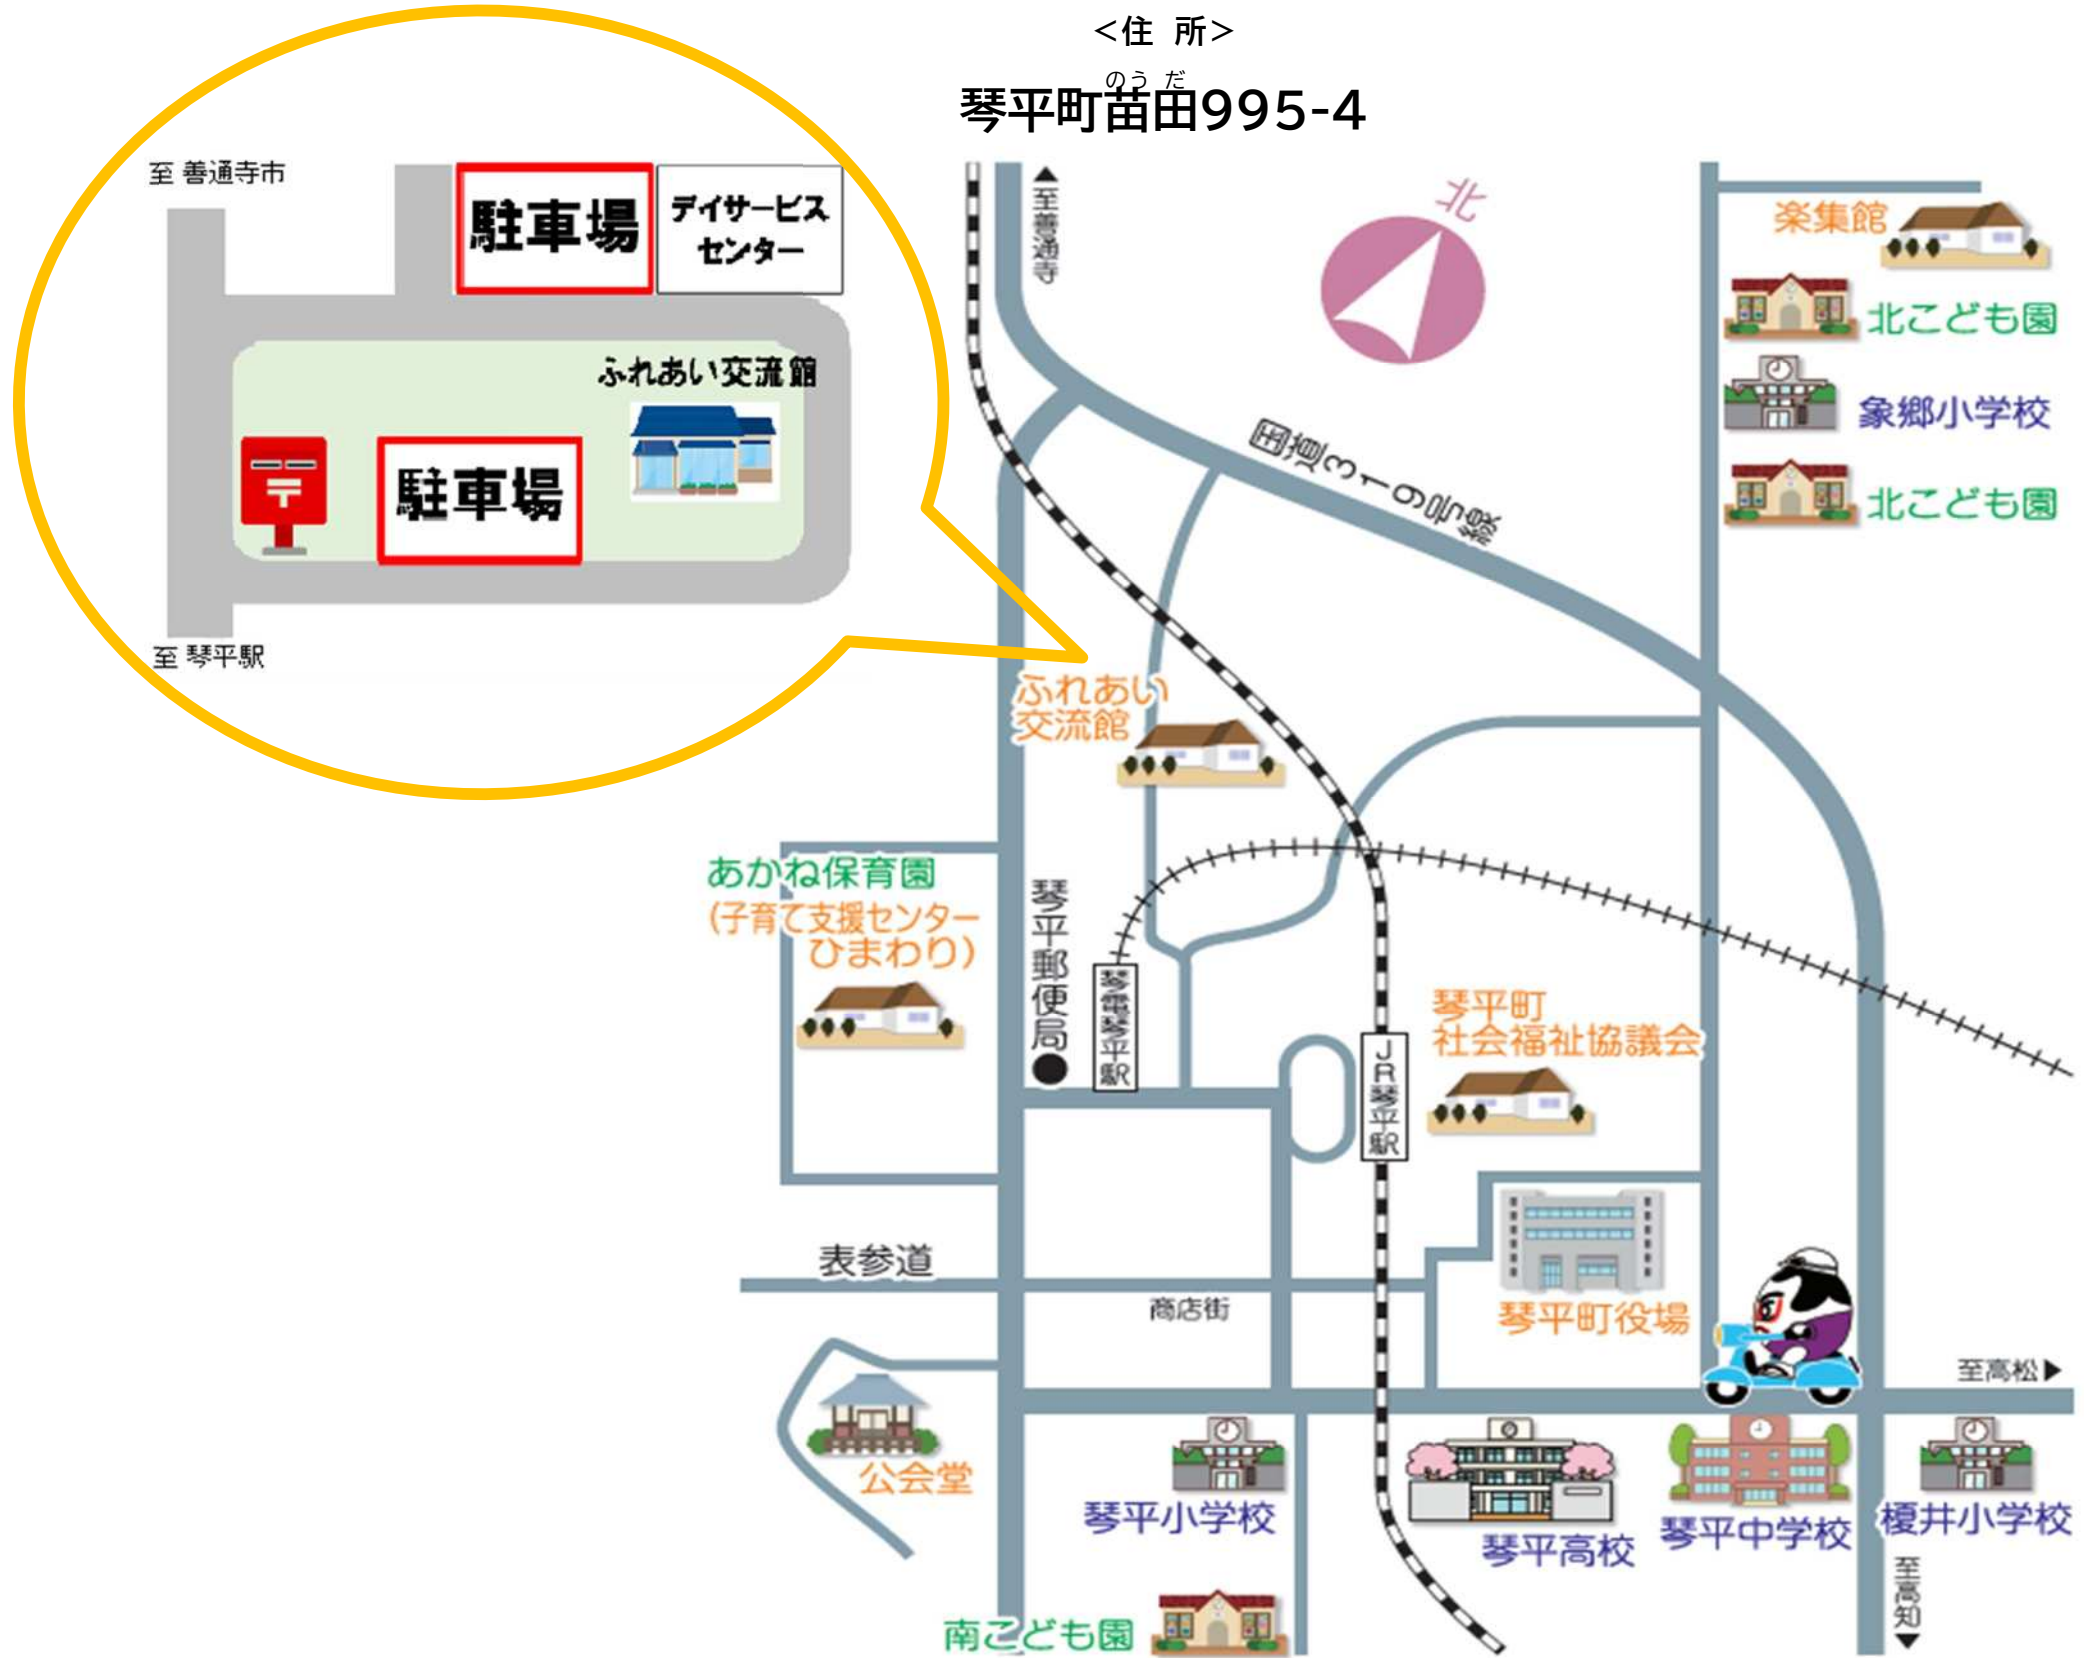 ＜住 所＞
のう だ
琴平町苗田995-4
至 善通寺市
駐車場
デイサービス
センター
ふれあい交流館
駐車場
至 琴平駅
▲至善通寺
北
国道319号線
楽集館
北こども園
象郷小学校
北こども園
ふれあい
交流館
あかね保育園
(子育て支援センター
ひまわり)
琴平郵便局●
琴電琴平駅
JR琴平駅
琴平町
社会福祉協議会
表参道
商店街
琴平町役場
至高松▶
公会堂
琴平小学校
琴平高校
琴平中学校
榎井小学校
至高知▼
南こども園